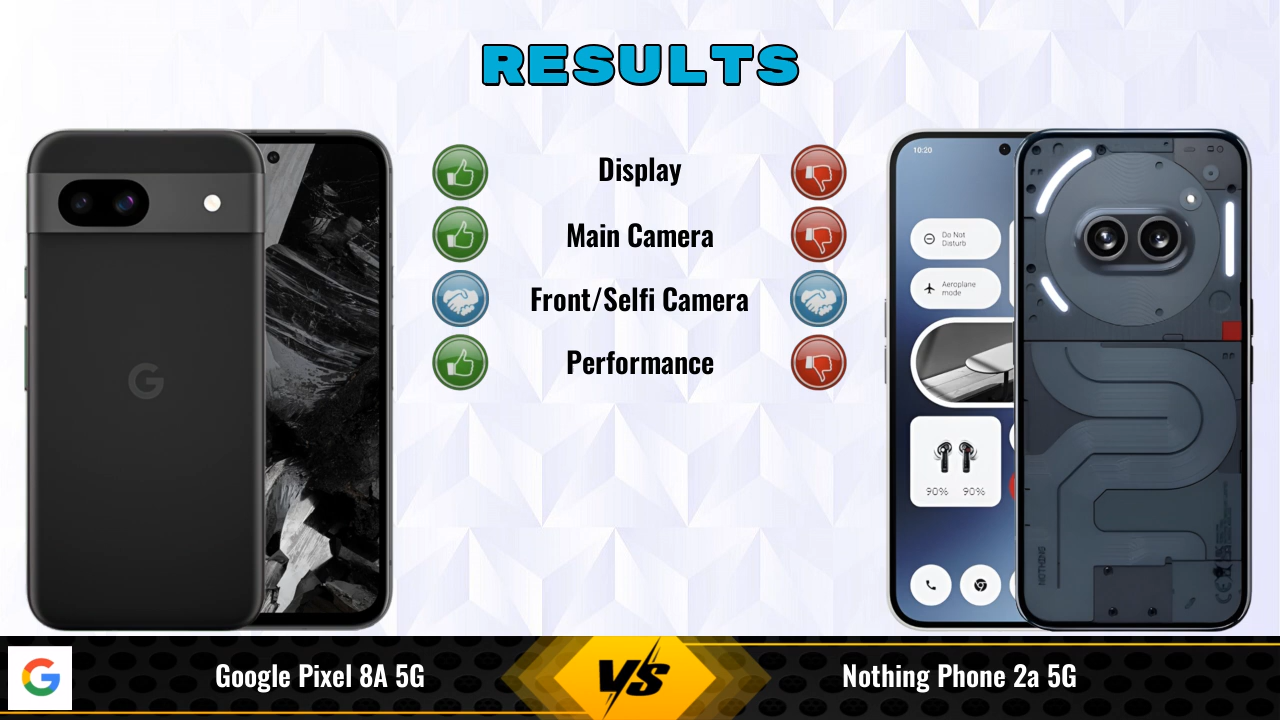 RESULTS
Display
Main Camera
Front/Selfi Camera
Performance
10:20
Do Not
Disturb
Aeroplane
mode
90% 90%
NOTHING
Google Pixel 8A 5G
VS
Nothing Phone 2a 5G